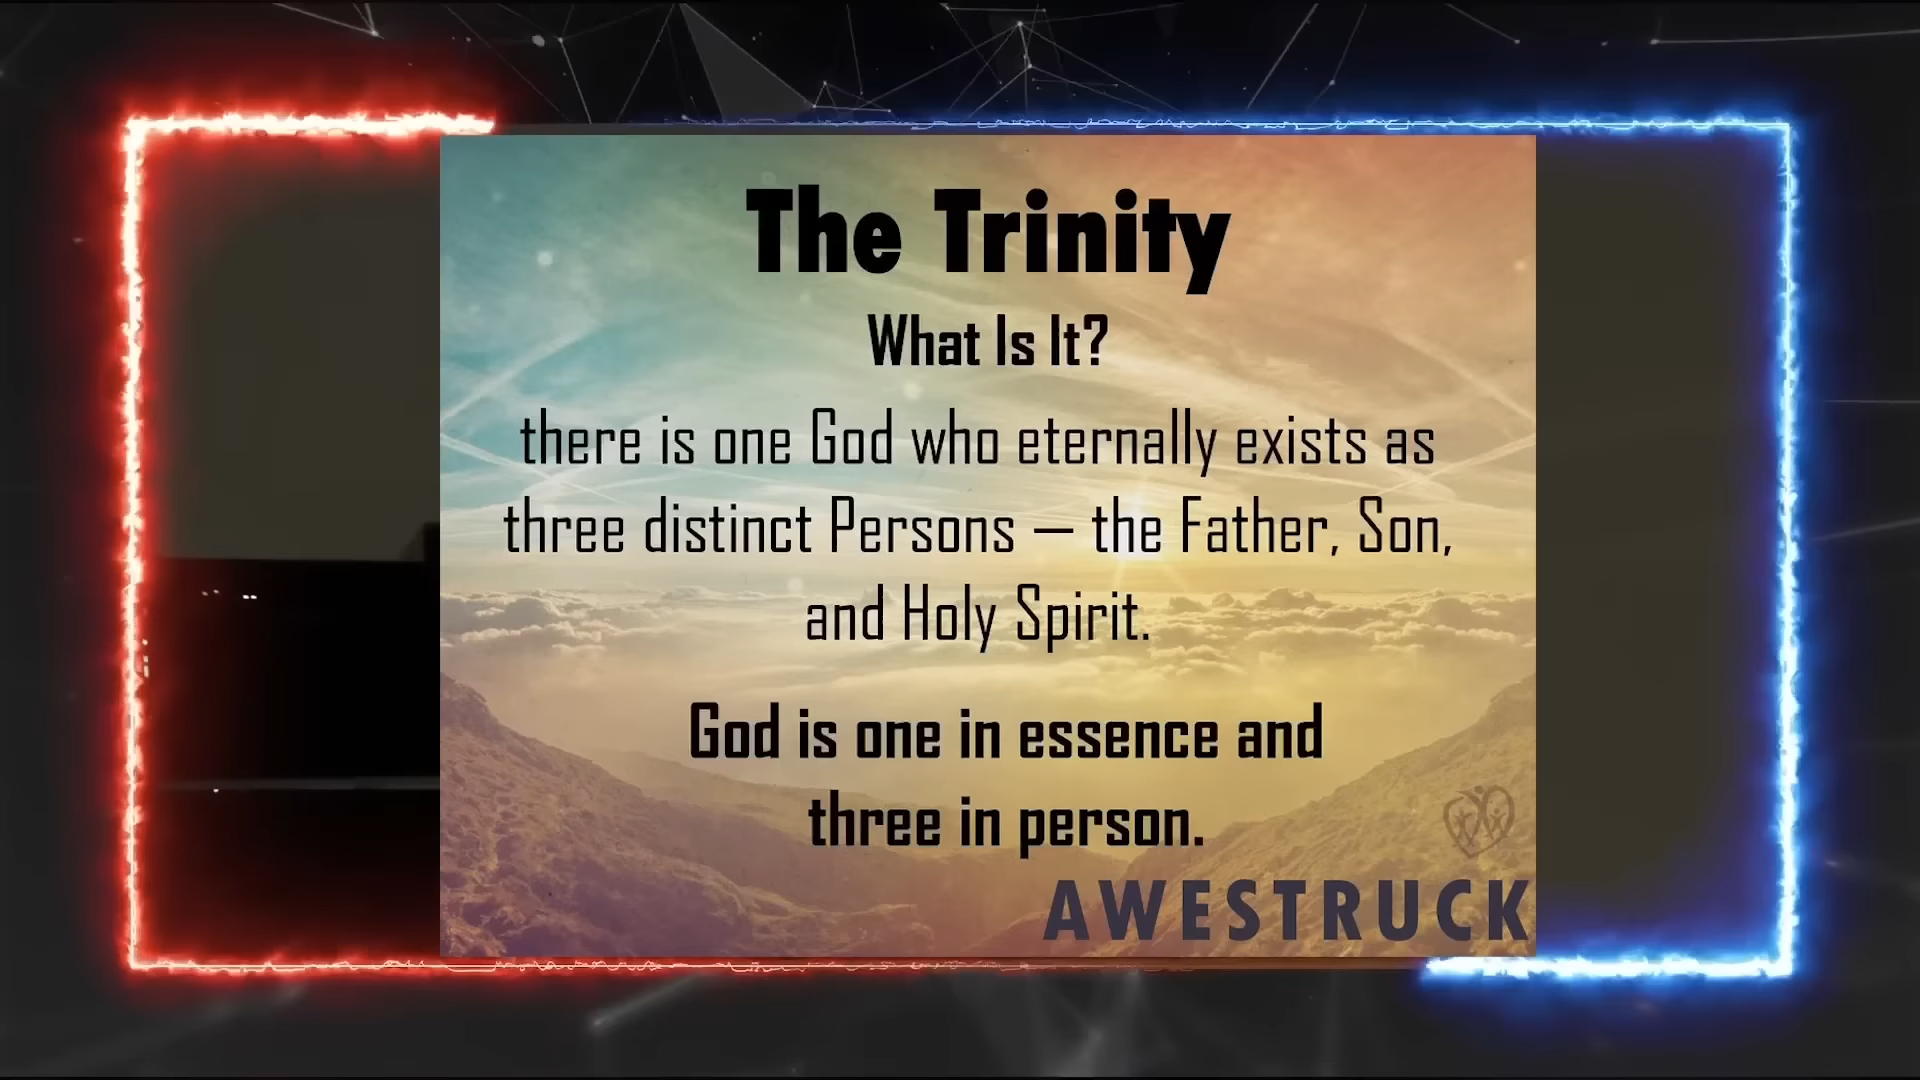 The Trinity
What Is It?
there is one God who eternally exists as
three distinct Persons — the Father, Son,
and Holy Spirit.
God is one in essence and
three in person.
AWESTRUCK